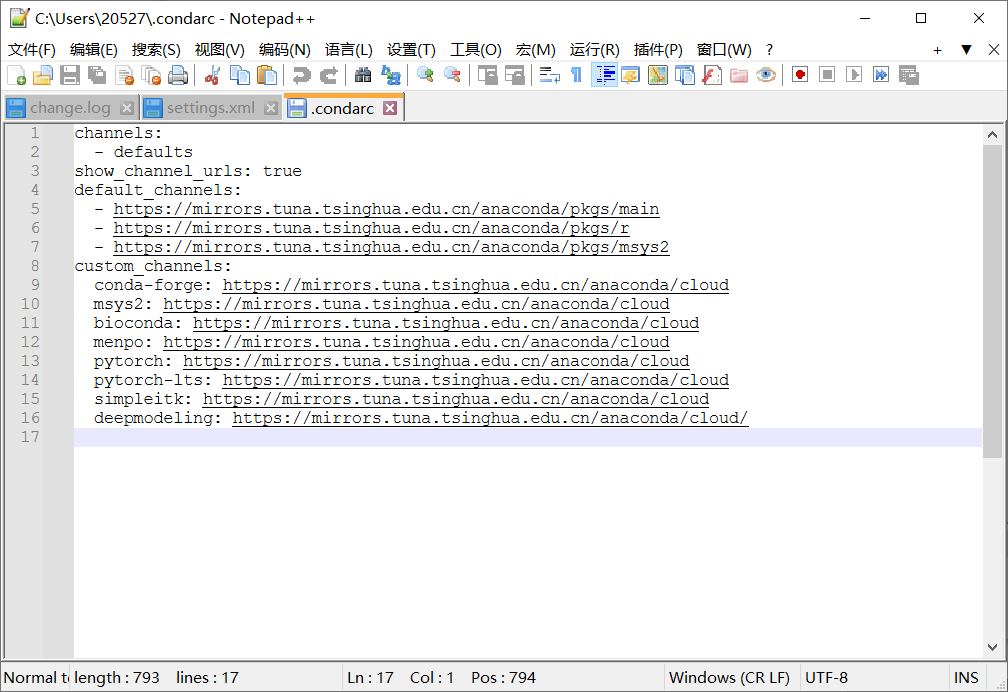 C:\Users\20527\.condarc - Notepad++
文件(F) 编辑(E) 搜索(S) 视图(V) 编码(N) 语言(L) 设置(T) 工具(O) 宏(M) 运行(R) 插件(P) 窗口(W) ? + ▼ X
change.log settings.xml .condarc
1 channels:
2   - defaults
3 show_channel_urls: true
4 default_channels:
5   - https://mirrors.tuna.tsinghua.edu.cn/anaconda/pkgs/main
6   - https://mirrors.tuna.tsinghua.edu.cn/anaconda/pkgs/r
7   - https://mirrors.tuna.tsinghua.edu.cn/anaconda/pkgs/msys2
8 custom_channels:
9   conda-forge: https://mirrors.tuna.tsinghua.edu.cn/anaconda/cloud
10   msys2: https://mirrors.tuna.tsinghua.edu.cn/anaconda/cloud
11   bioconda: https://mirrors.tuna.tsinghua.edu.cn/anaconda/cloud
12   menpo: https://mirrors.tuna.tsinghua.edu.cn/anaconda/cloud
13   pytorch: https://mirrors.tuna.tsinghua.edu.cn/anaconda/cloud
14   pytorch-lts: https://mirrors.tuna.tsinghua.edu.cn/anaconda/cloud
15   simpleitk: https://mirrors.tuna.tsinghua.edu.cn/anaconda/cloud
16   deepmodeling: https://mirrors.tuna.tsinghua.edu.cn/anaconda/cloud/
17
Normal t length : 793 lines : 17 Ln : 17 Col : 1 Pos : 794 Windows (CR LF) UTF-8 INS